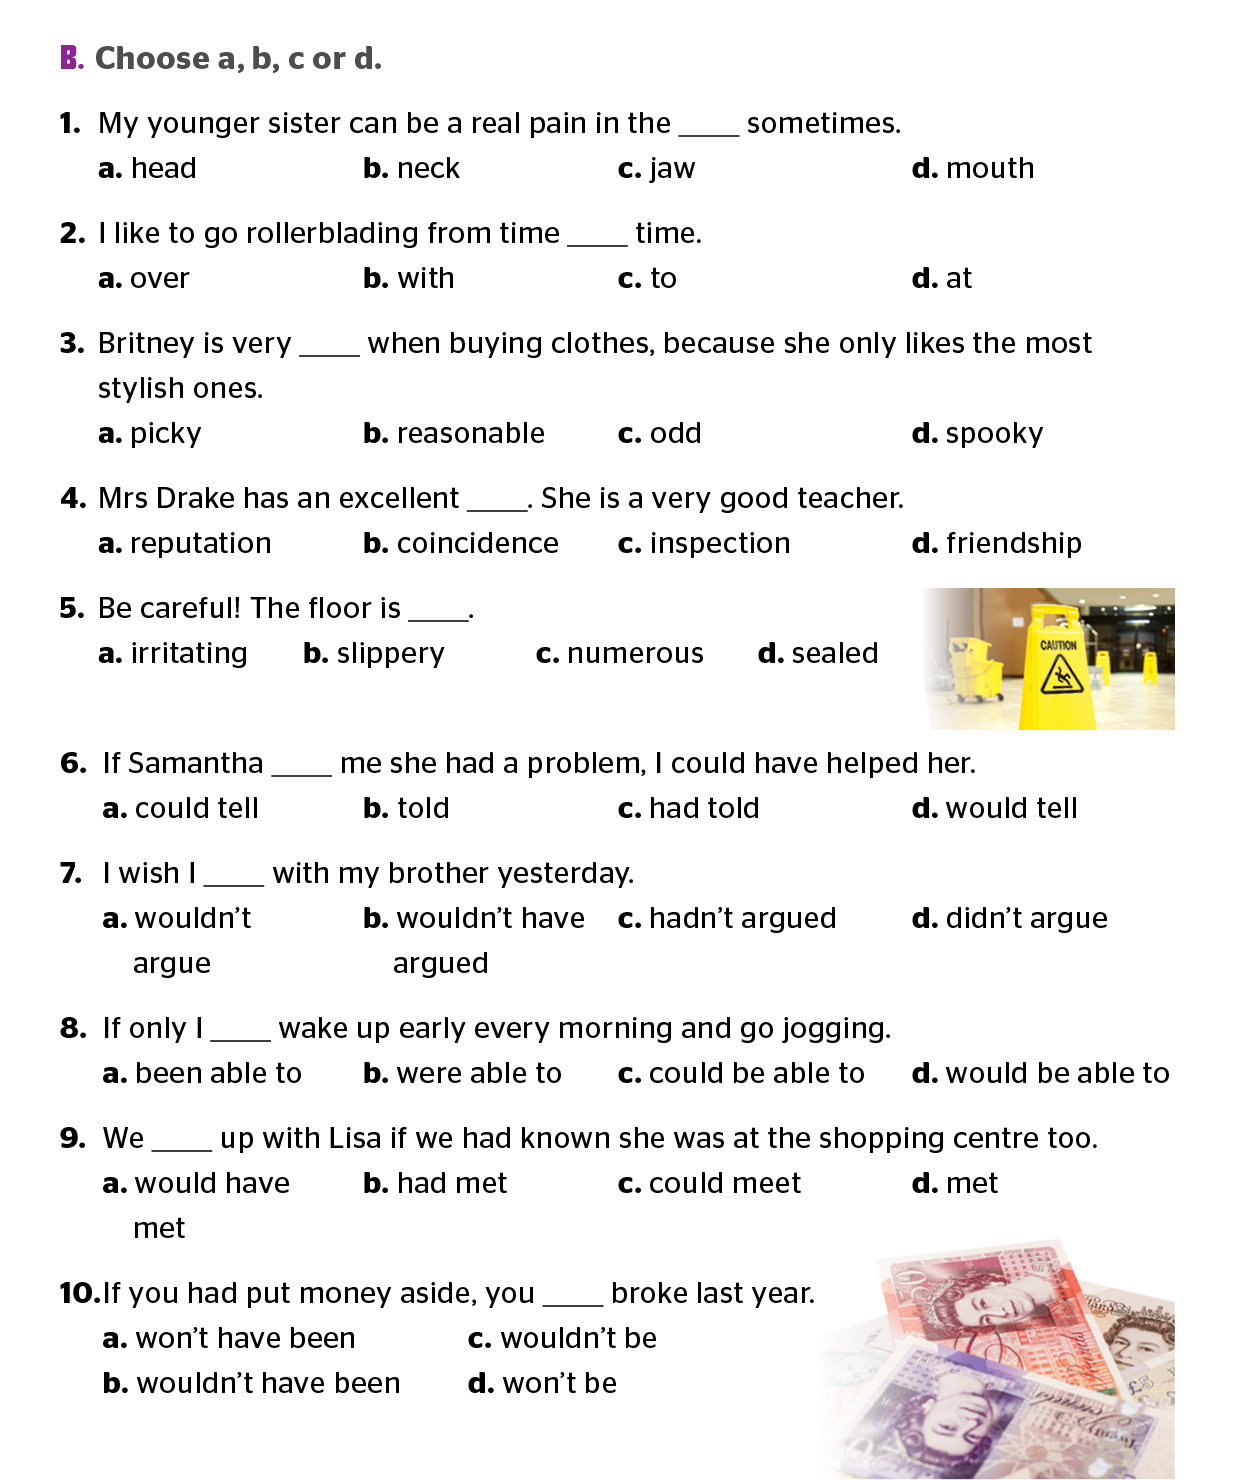 B. Choose a, b, c or d.
1. My younger sister can be a real pain in the ____ sometimes.
a. head b. neck c. jaw d. mouth
2. I like to go rollerblading from time ____ time.
a. over b. with c. to d. at
3. Britney is very ____ when buying clothes, because she only likes the most
stylish ones.
a. picky b. reasonable c. odd d. spooky
4. Mrs Drake has an excellent ____. She is a very good teacher.
a. reputation b. coincidence c. inspection d. friendship
5. Be careful! The floor is ____.
a. irritating b. slippery c. numerous d. sealed
CAUTION
6. If Samantha ____ me she had a problem, I could have helped her.
a. could tell b. told c. had told d. would tell
7. I wish I ____ with my brother yesterday.
a. wouldn’t b. wouldn’t have c. hadn’t argued d. didn’t argue
argue argued
8. If only I ____ wake up early every morning and go jogging.
a. been able to b. were able to c. could be able to d. would be able to
9. We ____ up with Lisa if we had known she was at the shopping centre too.
a. would have b. had met c. could meet d. met
met
10. If you had put money aside, you ____ broke last year.
a. won’t have been c. wouldn’t be
b. wouldn’t have been d. won’t be
£5